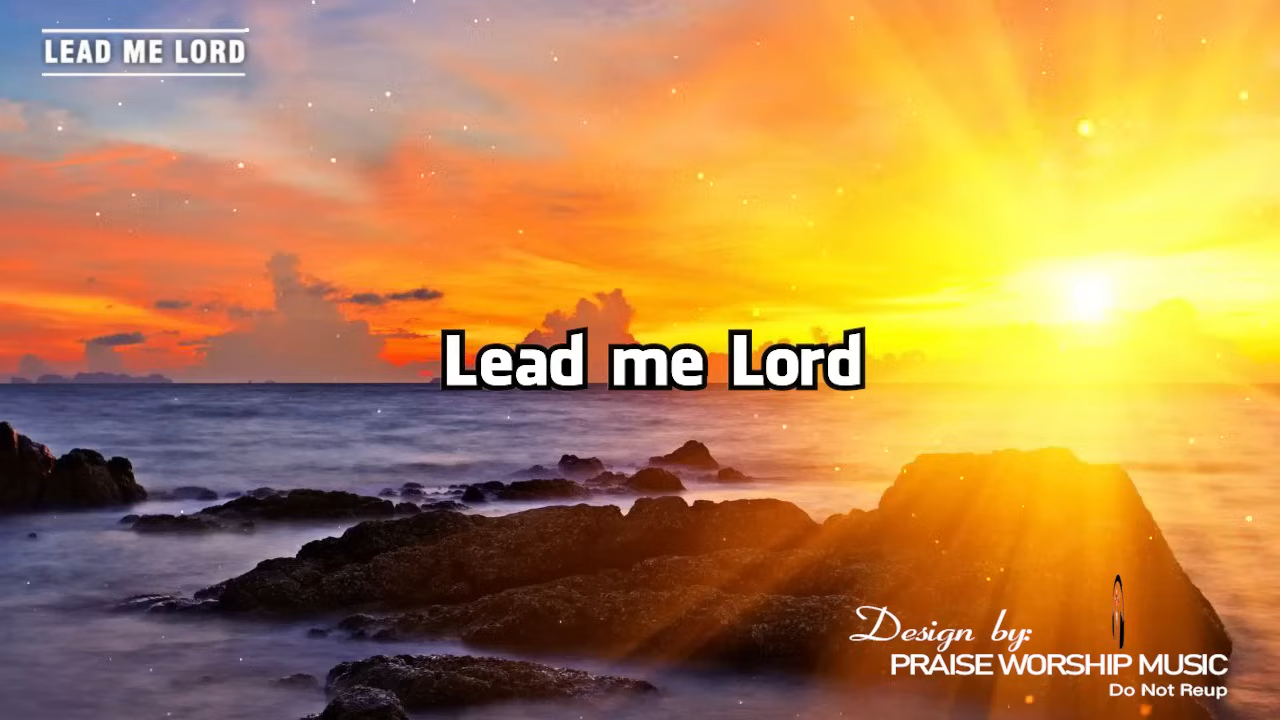 LEAD ME LORD
Lead me Lord
Design by:
PRAISE WORSHIP MUSIC
Do Not Reup